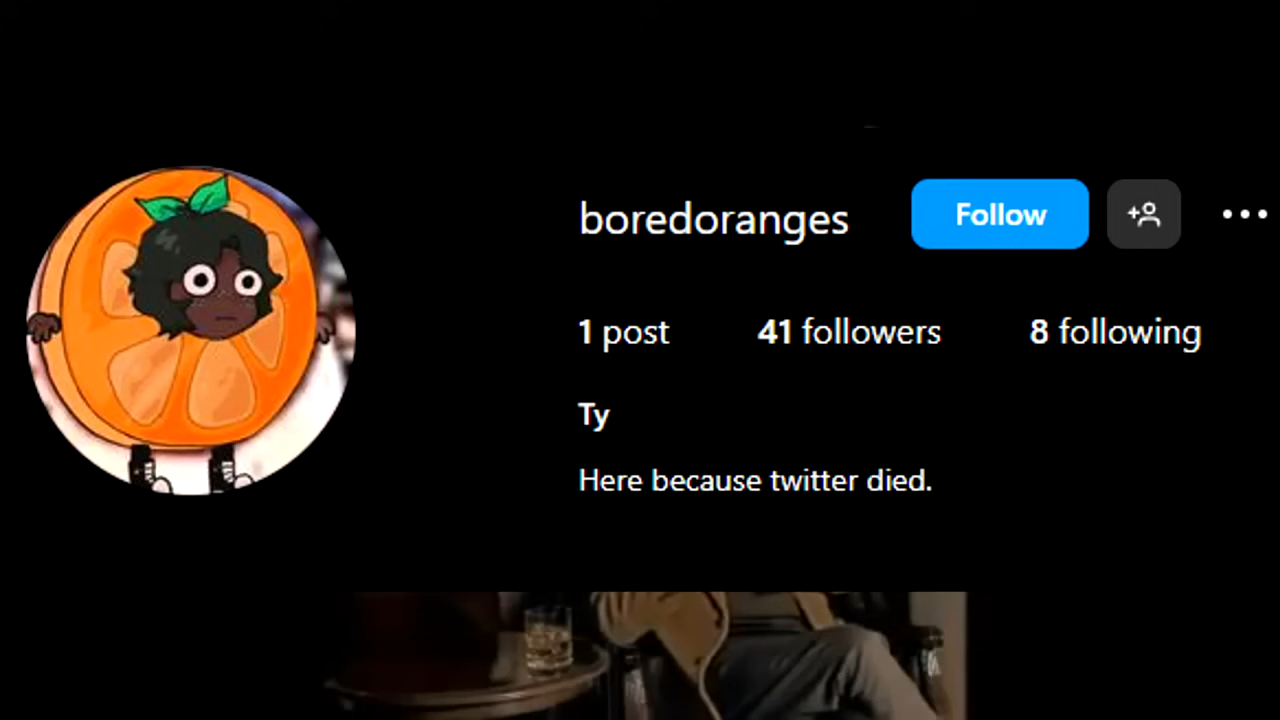 boredoranges Follow
1 post 41 followers 8 following
Ty
Here because twitter died.